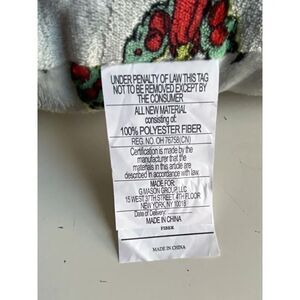 UNDER PENALTY OF LAW THIS TAG
NOT TO BE REMOVED EXCEPT BY
THE CONSUMER
ALL NEW MATERIAL
consisting of:
100% POLYESTER FIBER
REG. NO. OH 76758 (CN)
Certification is made by the
manufacturer that the
materials in this article are
described in accordance with law.
MADE FOR:
G.MASON GROUP,LLC
15 WEST 37TH STREET, 4TH FLOOR
NEW YORK, NY 10018
Date of Delivery:
MADE IN CHINA
FIBER
MADE IN CHINA